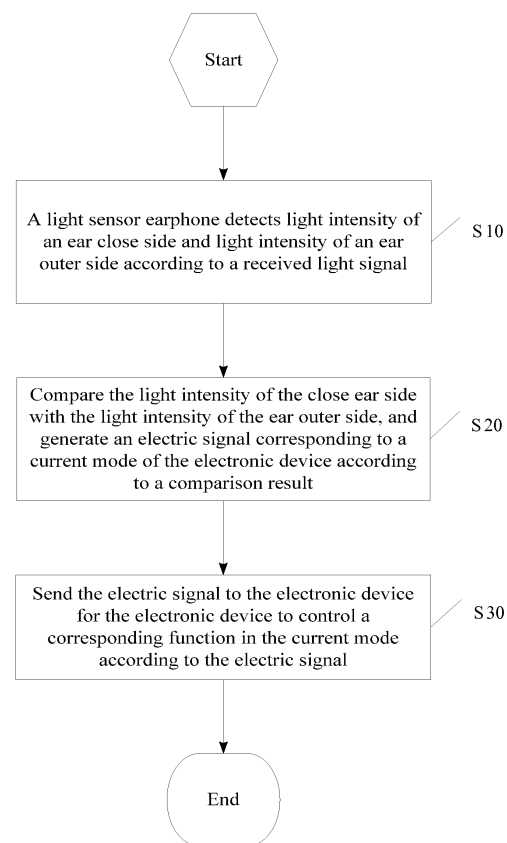 Start
A light sensor earphone detects light intensity of
an ear close side and light intensity of an ear
outer side according to a received light signal
S10
Compare the light intensity of the close ear side
with the light intensity of the ear outer side, and
generate an electric signal corresponding to a
current mode of the electronic device according
to a comparison result
S20
Send the electric signal to the electronic device
for the electronic device to control a
corresponding function in the current mode
according to the electric signal
S30
End